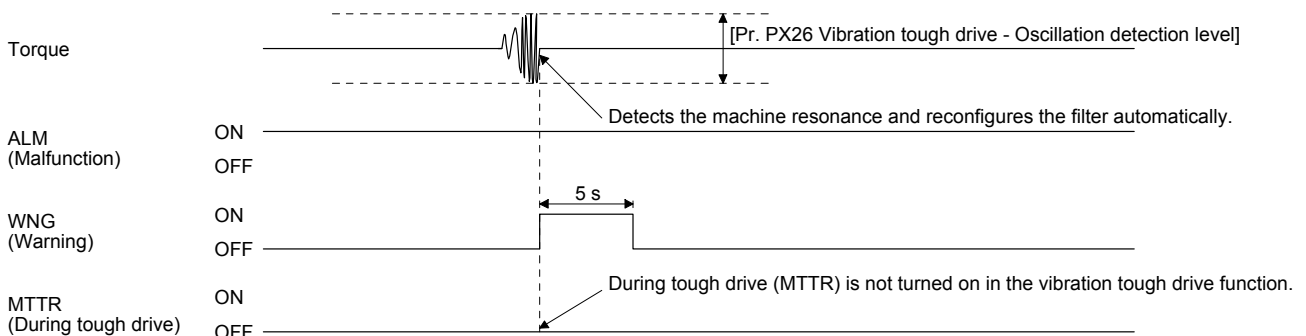 [Pr. PX26 Vibration tough drive - Oscillation detection level]
Torque
Detects the machine resonance and reconfigures the filter automatically.
ALM
(Malfunction)
ON
OFF
5 s
WNG
(Warning)
ON
OFF
During tough drive (MTTR) is not turned on in the vibration tough drive function.
MTTR
(During tough drive)
ON
OFF